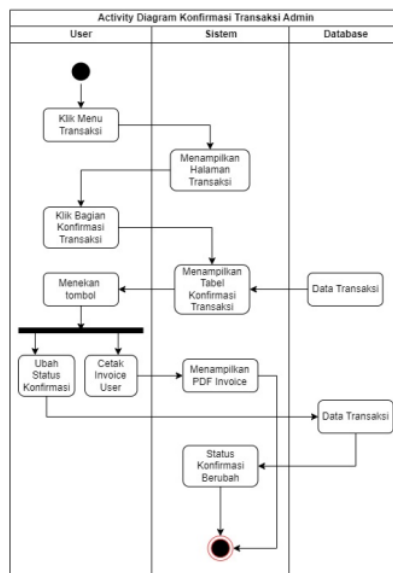 Activity Diagram Konfirmasi Transaksi Admin
User
Sistem
Database
Klik Menu
Transaksi
Menampilkan
Halaman
Transaksi
Klik Bagian
Konfirmasi
Transaksi
Menekan
tombol
Menampilkan
Tabel
Konfirmasi
Transaksi
Data Transaksi
Ubah
Status
Konfirmasi
Cetak
Invoice
User
Menampilkan
PDF Invoice
Data Transaksi
Status
Konfirmasi
Berubah